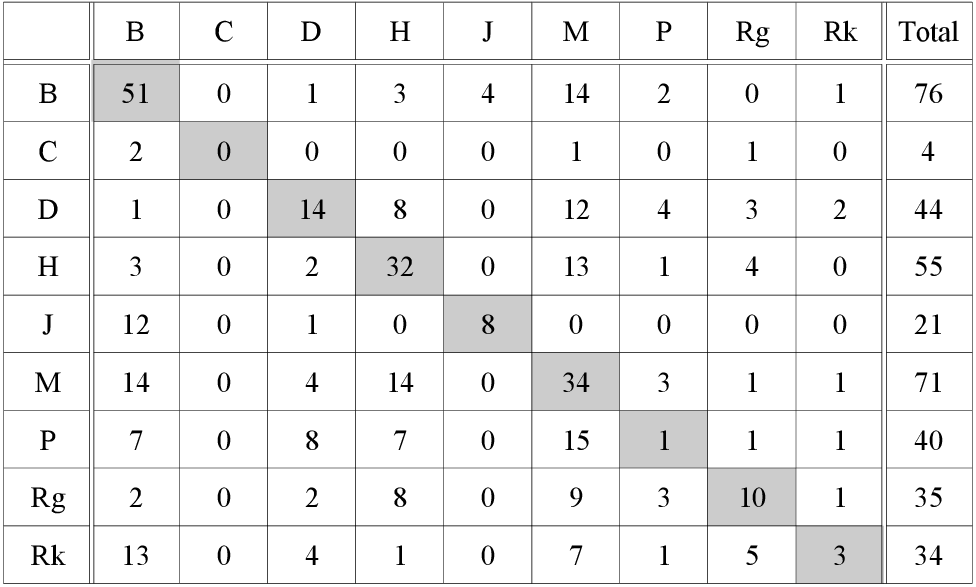 B C D H J M P Rg Rk Total
B 51 0 1 3 4 14 2 0 1 76
C 2 0 0 0 0 1 0 1 0 4
D 1 0 14 8 0 12 4 3 2 44
H 3 0 2 32 0 13 1 4 0 55
J 12 0 1 0 8 0 0 0 0 21
M 14 0 4 14 0 34 3 1 1 71
P 7 0 8 7 0 15 1 1 1 40
Rg 2 0 2 8 0 9 3 10 1 35
Rk 13 0 4 1 0 7 1 5 3 34